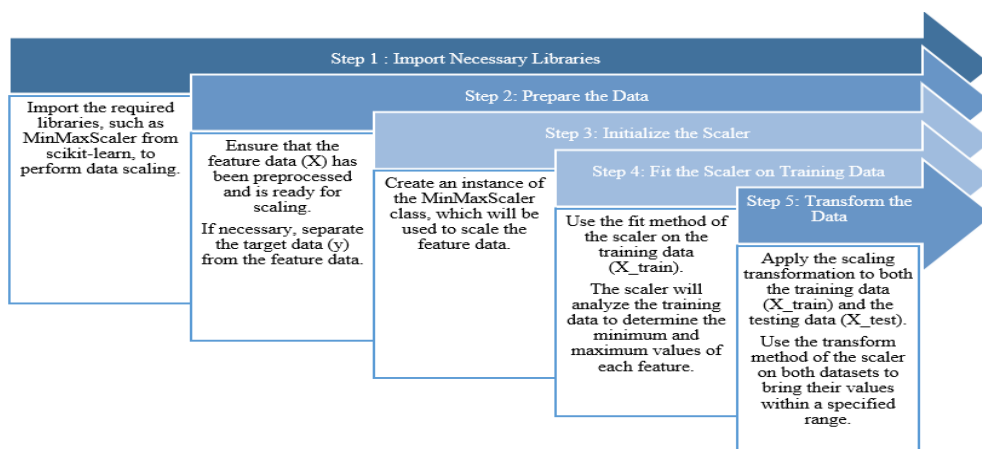 Step 1 : Import Necessary Libraries
Import the required
libraries, such as
MinMaxScaler from
scikit-learn, to
perform data scaling.
Step 2: Prepare the Data
Ensure that the
feature data (X) has
been preprocessed
and is ready for
scaling.
If necessary, separate
the target data (y)
from the feature data.
Step 3: Initialize the Scaler
Create an instance of
the MinMaxScaler
class, which will be
used to scale the
feature data.
Step 4: Fit the Scaler on Training Data
Use the fit method of
the scaler on the
training data
(X_train).
The scaler will
analyze the training
data to determine the
minimum and
maximum values of
each feature.
Step 5: Transform the
Data
Apply the scaling
transformation to both
the training data
(X_train) and the
testing data (X_test).
Use the transform
method of the scaler
on both datasets to
bring their values
within a specified
range.